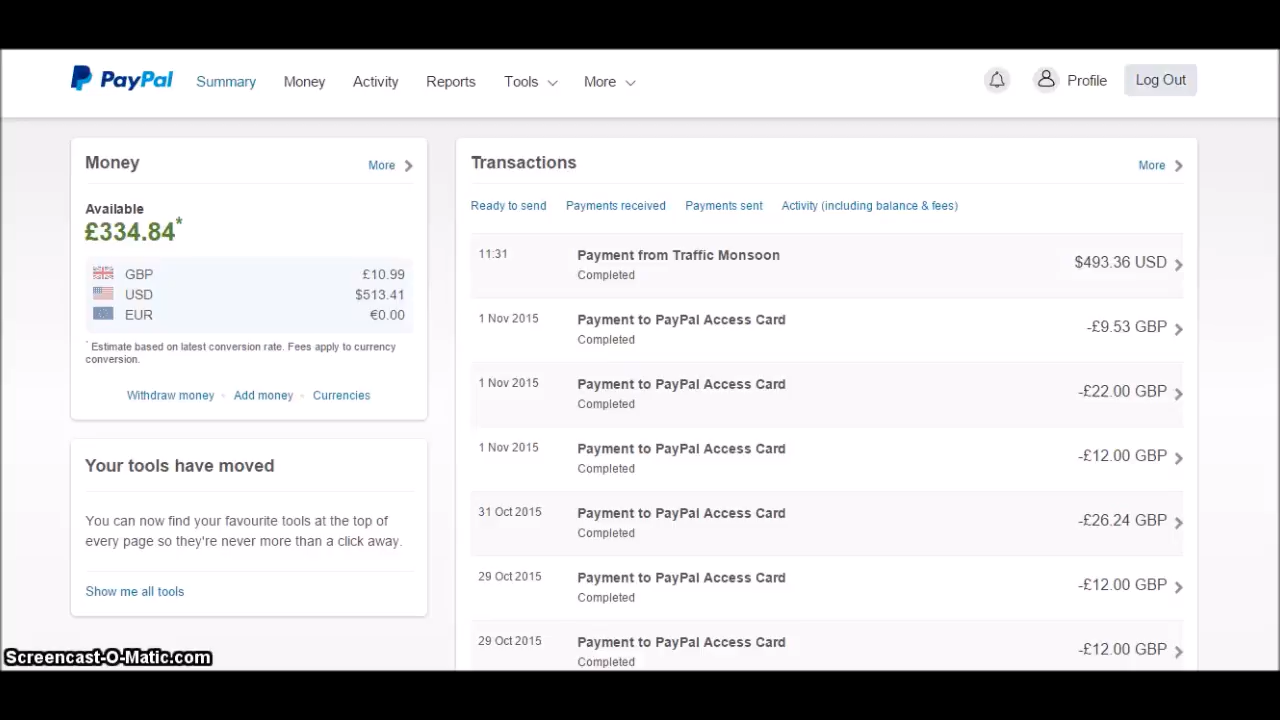 PayPal Summary Money Activity Reports Tools More Profile Log Out
Money More
Available
£334.84*
GBP £10.99
USD $513.41
EUR €0.00
* Estimate based on latest conversion rate. Fees apply to currency
conversion.
Withdraw money Add money Currencies
Your tools have moved
You can now find your favourite tools at the top of
every page so they're never more than a click away.
Show me all tools
Transactions More
Ready to send Payments received Payments sent Activity (including balance & fees)
11:31 Payment from Traffic Monsoon $493.36 USD
Completed
1 Nov 2015 Payment to PayPal Access Card -£9.53 GBP
Completed
1 Nov 2015 Payment to PayPal Access Card -£22.00 GBP
Completed
1 Nov 2015 Payment to PayPal Access Card -£12.00 GBP
Completed
31 Oct 2015 Payment to PayPal Access Card -£26.24 GBP
Completed
29 Oct 2015 Payment to PayPal Access Card -£12.00 GBP
Completed
29 Oct 2015 Payment to PayPal Access Card -£12.00 GBP
Completed
Screencast-O-Matic.com